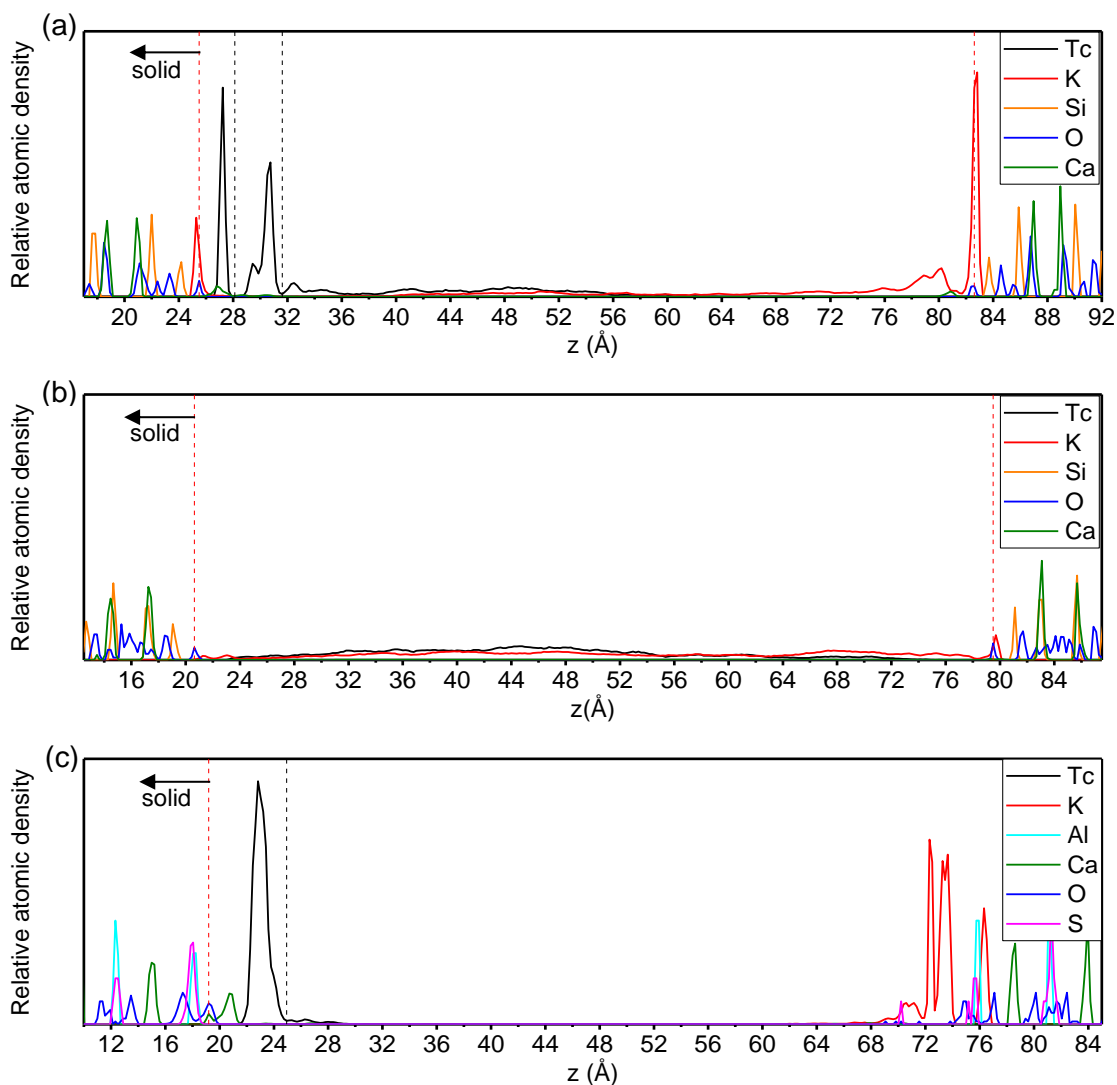 (a)
Relative atomic density
solid
Tc
K
Si
O
Ca
20 24 28 32 36 40 44 48 52 56 60 64 68 72 76 80 84 88 92
z (Å)
(b)
Relative atomic density
solid
Tc
K
Si
O
Ca
16 20 24 28 32 36 40 44 48 52 56 60 64 68 72 76 80 84
z(Å)
(c)
Relative atomic density
solid
Tc
K
Al
Ca
O
S
12 16 20 24 28 32 36 40 44 48 52 56 60 64 68 72 76 80 84
z (Å)